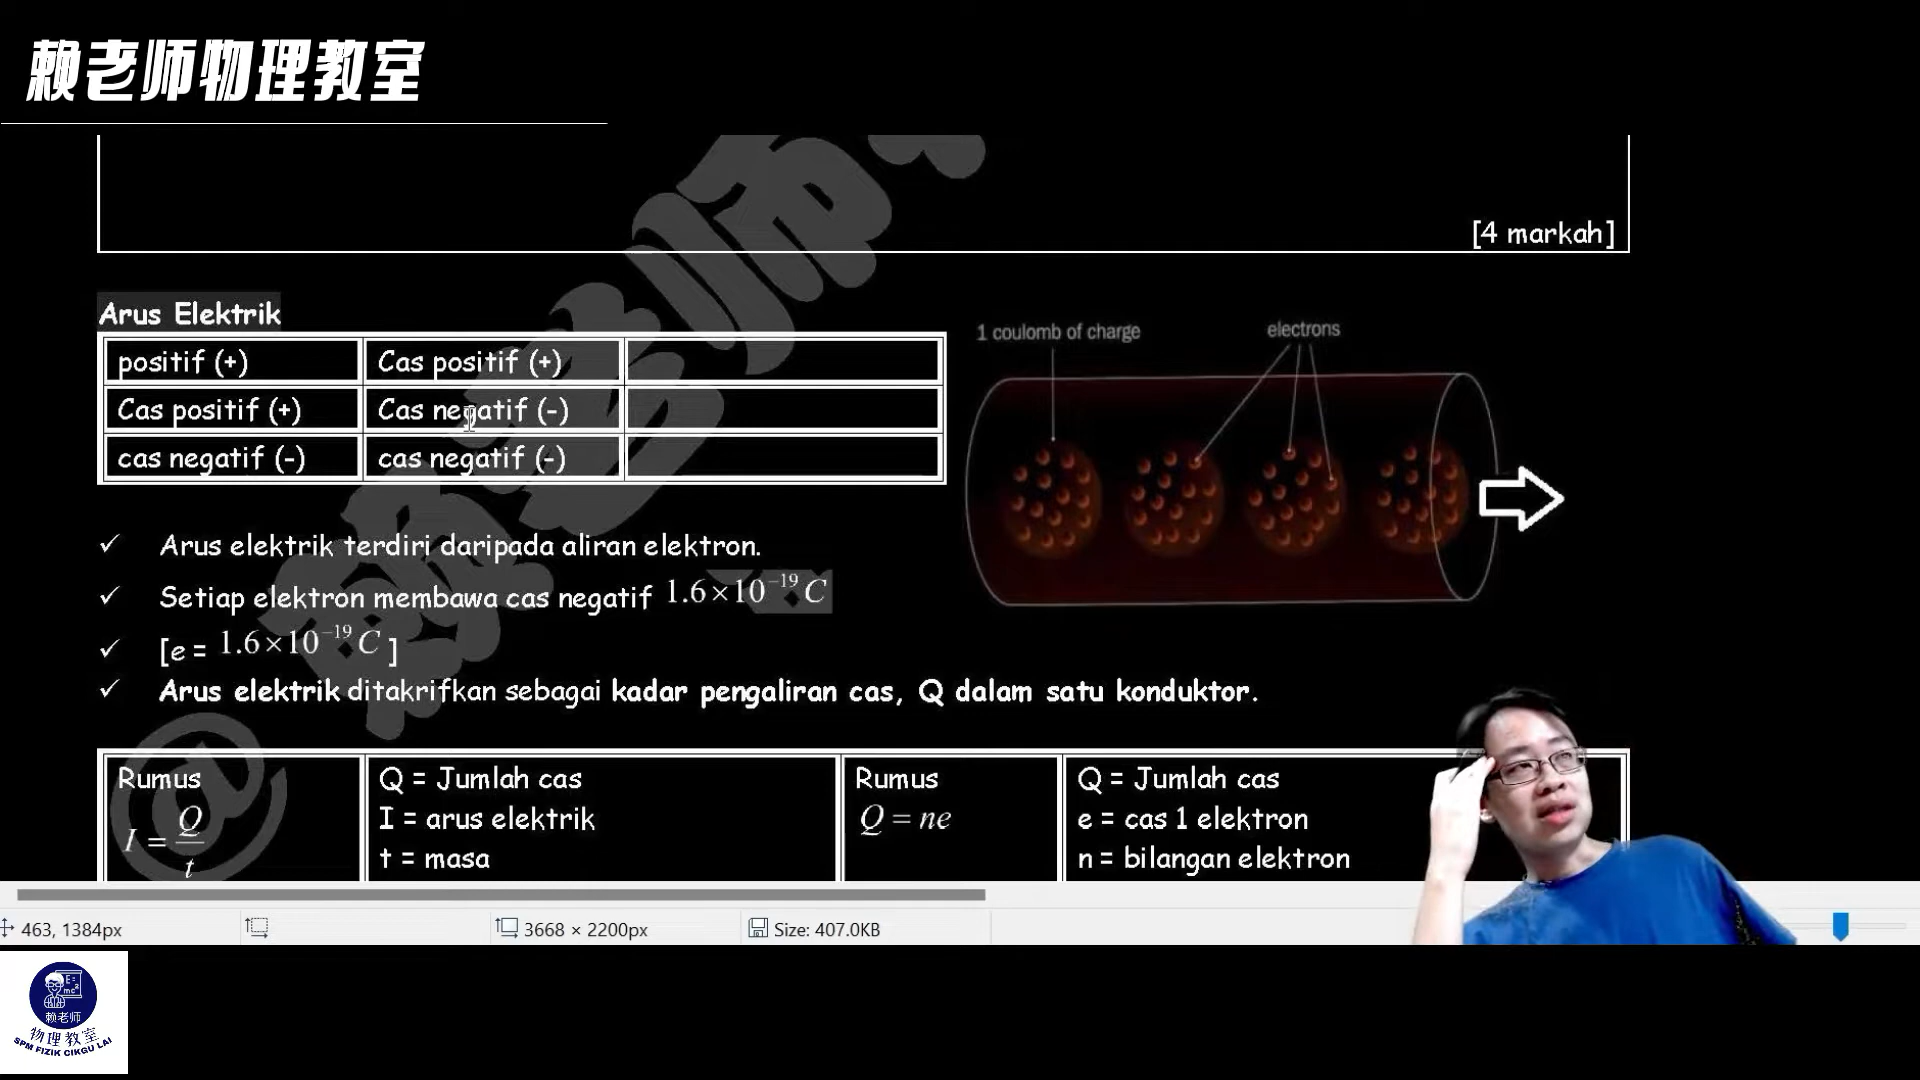 赖老师物理教室
[4 markah]
Arus Elektrik
positif (+) Cas positif (+)
Cas positif (+) Cas negatif (-)
cas negatif (-) cas negatif (-)
1 coulomb of charge
electrons
✓ Arus elektrik terdiri daripada aliran elektron.
✓ Setiap elektron membawa cas negatif 1.6×10⁻¹⁹ C
✓ [e = 1.6×10⁻¹⁹ C ]
✓ Arus elektrik ditakrifkan sebagai kadar pengaliran cas, Q dalam satu konduktor.
Rumus
I = Q/t
Q = Jumlah cas
I = arus elektrik
t = masa
Rumus
Q = ne
Q = Jumlah cas
e = cas 1 elektron
n = bilangan elektron
463, 1384px
3668 × 2200px
Size: 407.0KB
赖老师
物理教室
SPM FIZIK CIKGU LAI